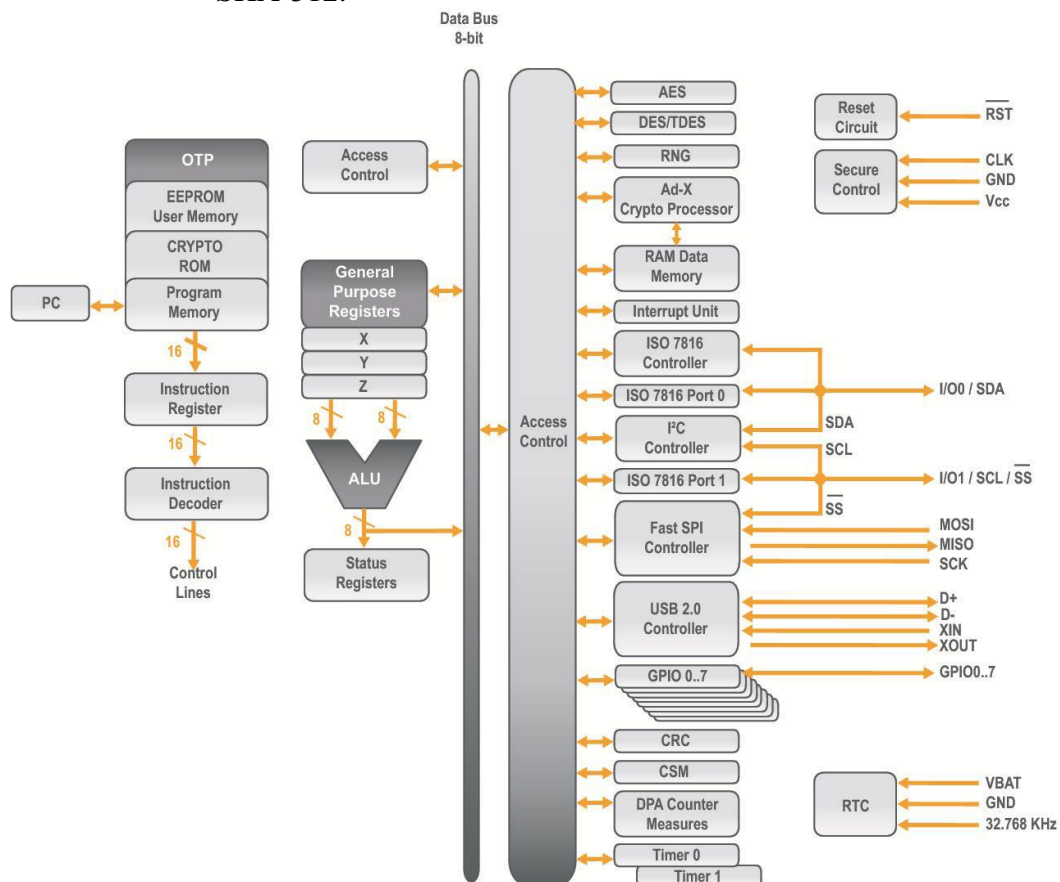 Data Bus
8-bit
OTP
EEPROM
User Memory
CRYPTO
ROM
Program
Memory
PC
16
Instruction
Register
16
Instruction
Decoder
16
Control
Lines
Access
Control
General
Purpose
Registers
X
Y
Z
8
8
ALU
8
Status
Registers
Access
Control
AES
DES/TDES
RNG
Ad-X
Crypto Processor
RAM Data
Memory
Interrupt Unit
ISO 7816
Controller
ISO 7816 Port 0
I²C
Controller
ISO 7816 Port 1
Fast SPI
Controller
USB 2.0
Controller
GPIO 0..7
CRC
CSM
DPA Counter
Measures
Timer 0
Timer 1
Reset
Circuit
RST
Secure
Control
CLK
GND
Vcc
I/O0 / SDA
SDA
SCL
I/O1 / SCL / SS
SS
MOSI
MISO
SCK
D+
D-
XIN
XOUT
GPIO0..7
RTC
VBAT
GND
32.768 KHz